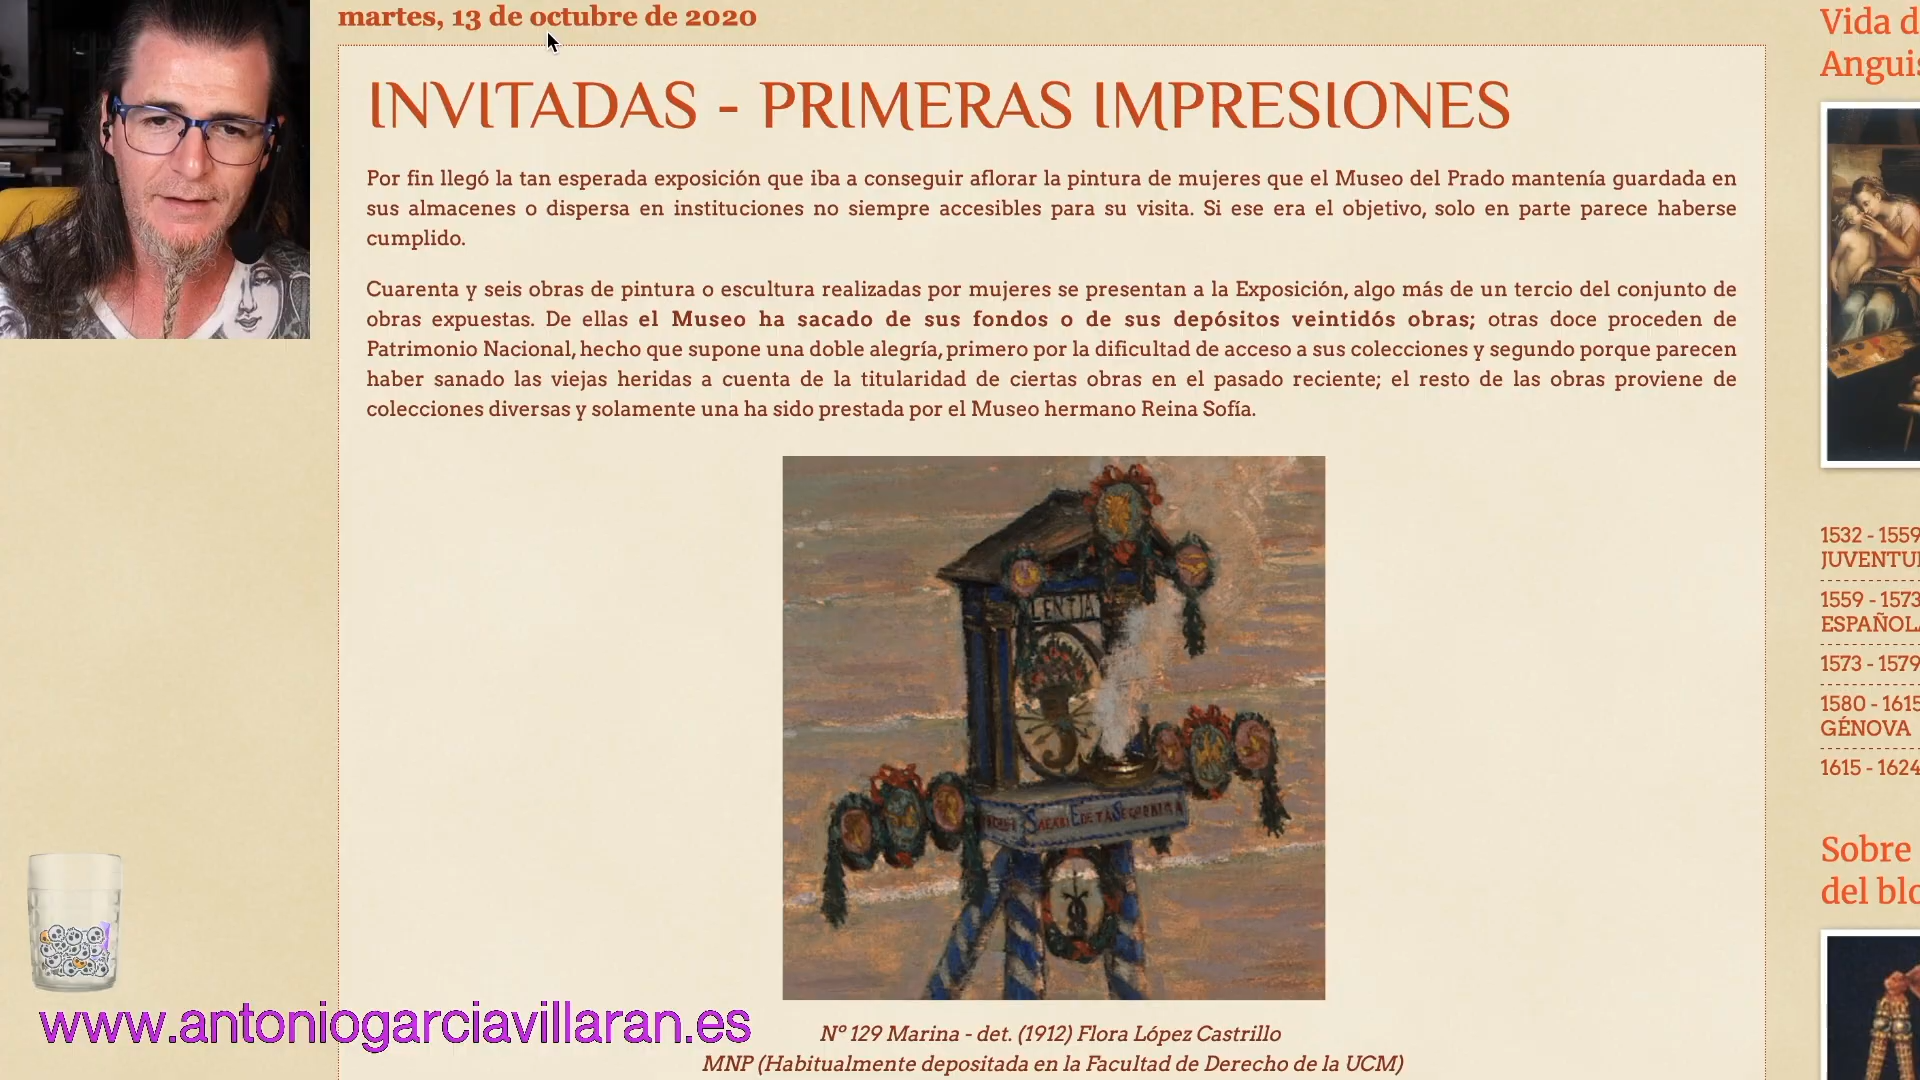 martes, 13 de octubre de 2020
INVITADAS - PRIMERAS IMPRESIONES
Por fin llegó la tan esperada exposición que iba a conseguir aflorar la pintura de mujeres que el Museo del Prado mantenía guardada en
sus almacenes o dispersa en instituciones no siempre accesibles para su visita. Si ese era el objetivo, solo en parte parece haberse
cumplido.
Cuarenta y seis obras de pintura o escultura realizadas por mujeres se presentan a la Exposición, algo más de un tercio del conjunto de
obras expuestas. De ellas el Museo ha sacado de sus fondos o de sus depósitos veintidós obras; otras doce proceden de
Patrimonio Nacional, hecho que supone una doble alegría, primero por la dificultad de acceso a sus colecciones y segundo porque parecen
haber sanado las viejas heridas a cuenta de la titularidad de ciertas obras en el pasado reciente; el resto de las obras proviene de
colecciones diversas y solamente una ha sido prestada por el Museo hermano Reina Sofía.
LENTIA
Nº 129 Marina - det. (1912) Flora López Castrillo
MNP (Habitualmente depositada en la Facultad de Derecho de la UCM)
www.antoniogarciavillaran.es
Vida d
Anguis
1532 - 1559
JUVENTU
1559 - 1573
ESPAÑOL
1573 - 1579
1580 - 1615
GÉNOVA
1615 - 1624
Sobre
del blo